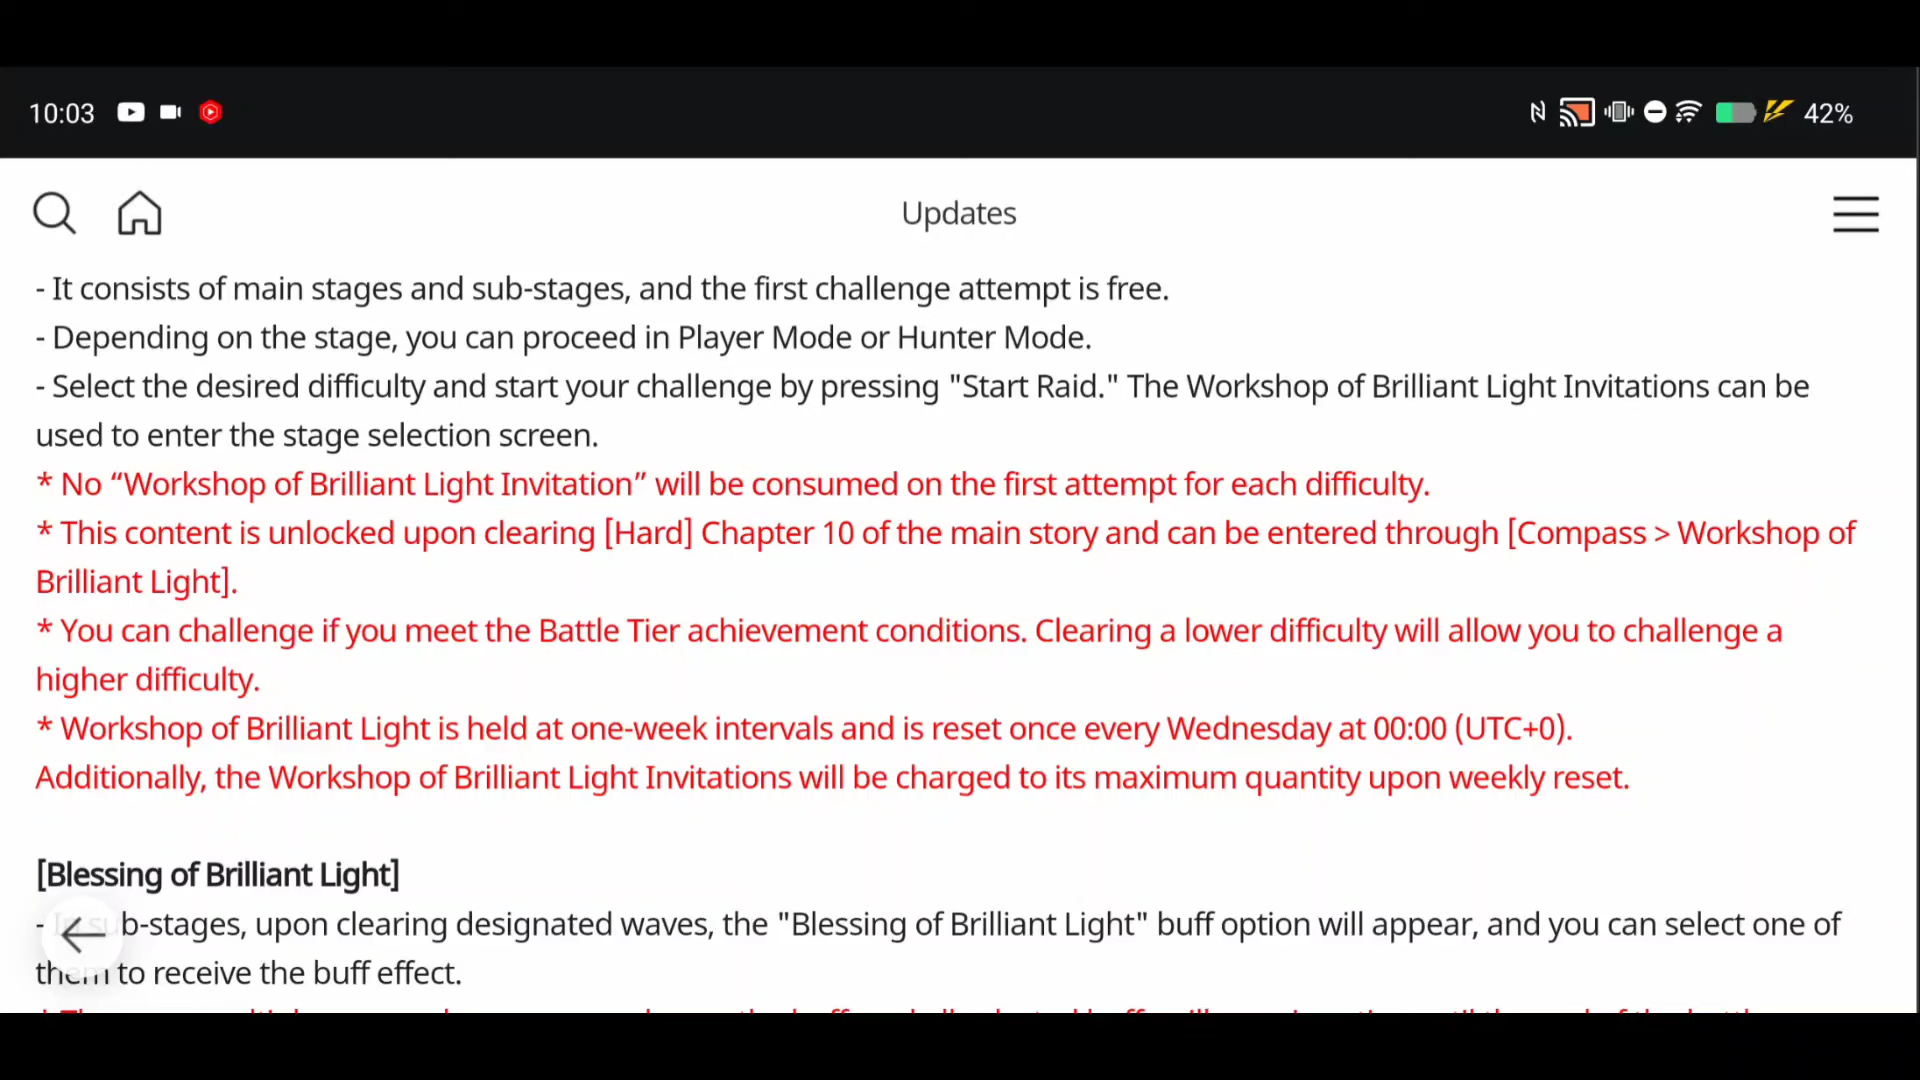 10:03
42%
Updates
- It consists of main stages and sub-stages, and the first challenge attempt is free.
- Depending on the stage, you can proceed in Player Mode or Hunter Mode.
- Select the desired difficulty and start your challenge by pressing "Start Raid." The Workshop of Brilliant Light Invitations can be
used to enter the stage selection screen.
* No “Workshop of Brilliant Light Invitation” will be consumed on the first attempt for each difficulty.
* This content is unlocked upon clearing [Hard] Chapter 10 of the main story and can be entered through [Compass > Workshop of
Brilliant Light].
* You can challenge if you meet the Battle Tier achievement conditions. Clearing a lower difficulty will allow you to challenge a
higher difficulty.
* Workshop of Brilliant Light is held at one-week intervals and is reset once every Wednesday at 00:00 (UTC+0).
Additionally, the Workshop of Brilliant Light Invitations will be charged to its maximum quantity upon weekly reset.
[Blessing of Brilliant Light]
- In sub-stages, upon clearing designated waves, the "Blessing of Brilliant Light" buff option will appear, and you can select one of
them to receive the buff effect.